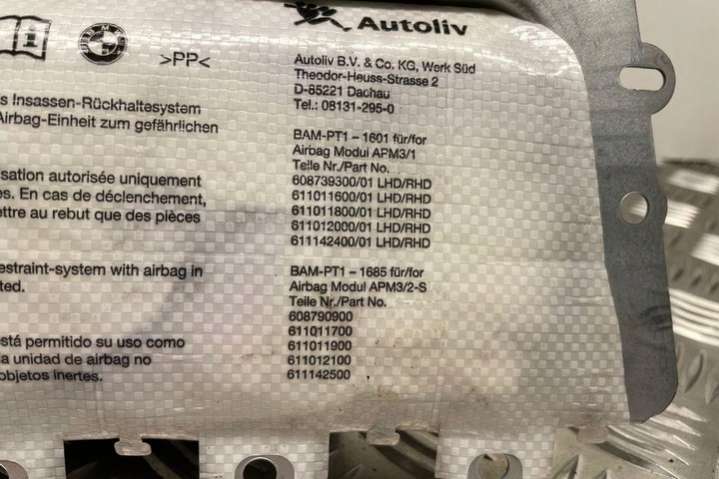 Autoliv
i
BMW
>PP<
Autoliv B.V. & Co. KG, Werk Süd
Theodor-Heuss-Strasse 2
D-85221 Dachau
Tel.: 08131-295-0
s Insassen-Rückhaltesystem
Airbag-Einheit zum gefährlichen
BAM-PT1 – 1601 für/for
Airbag Modul APM3/1
Teile Nr./Part No.
608739300/01 LHD/RHD
611011600/01 LHD/RHD
611011800/01 LHD/RHD
611012000/01 LHD/RHD
611142400/01 LHD/RHD
sation autorisée uniquement
es. En cas de déclenchement,
ettre au rebut que des pièces
BAM-PT1 – 1685 für/for
Airbag Modul APM3/2-S
Teile Nr./Part No.
608790900
611011700
611011900
611012100
611142500
estraint-system with airbag in
ted.
está permitido su uso como
la unidad de airbag no
objetos inertes.